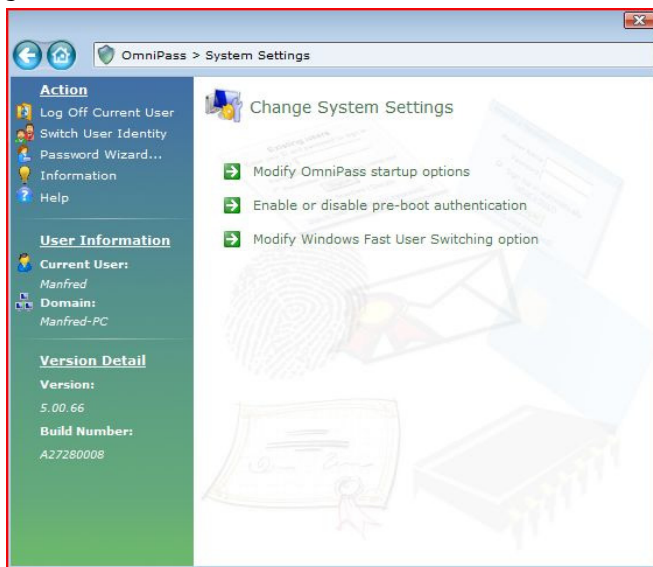 OmniPass > System Settings
Action
Log Off Current User
Switch User Identity
Password Wizard...
Information
Help
User Information
Current User:
Manfred
Domain:
Manfred-PC
Version Detail
Version:
5.00.66
Build Number:
A27280008
Change System Settings
Modify OmniPass startup options
Enable or disable pre-boot authentication
Modify Windows Fast User Switching option